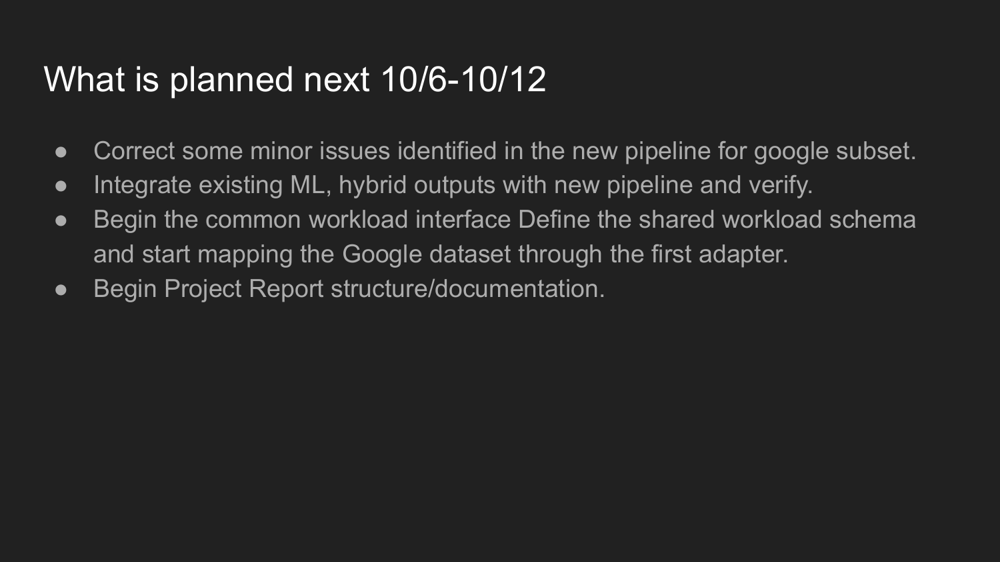 What is planned next 10/6-10/12
● Correct some minor issues identified in the new pipeline for google subset.
● Integrate existing ML, hybrid outputs with new pipeline and verify.
● Begin the common workload interface Define the shared workload schema
and start mapping the Google dataset through the first adapter.
● Begin Project Report structure/documentation.